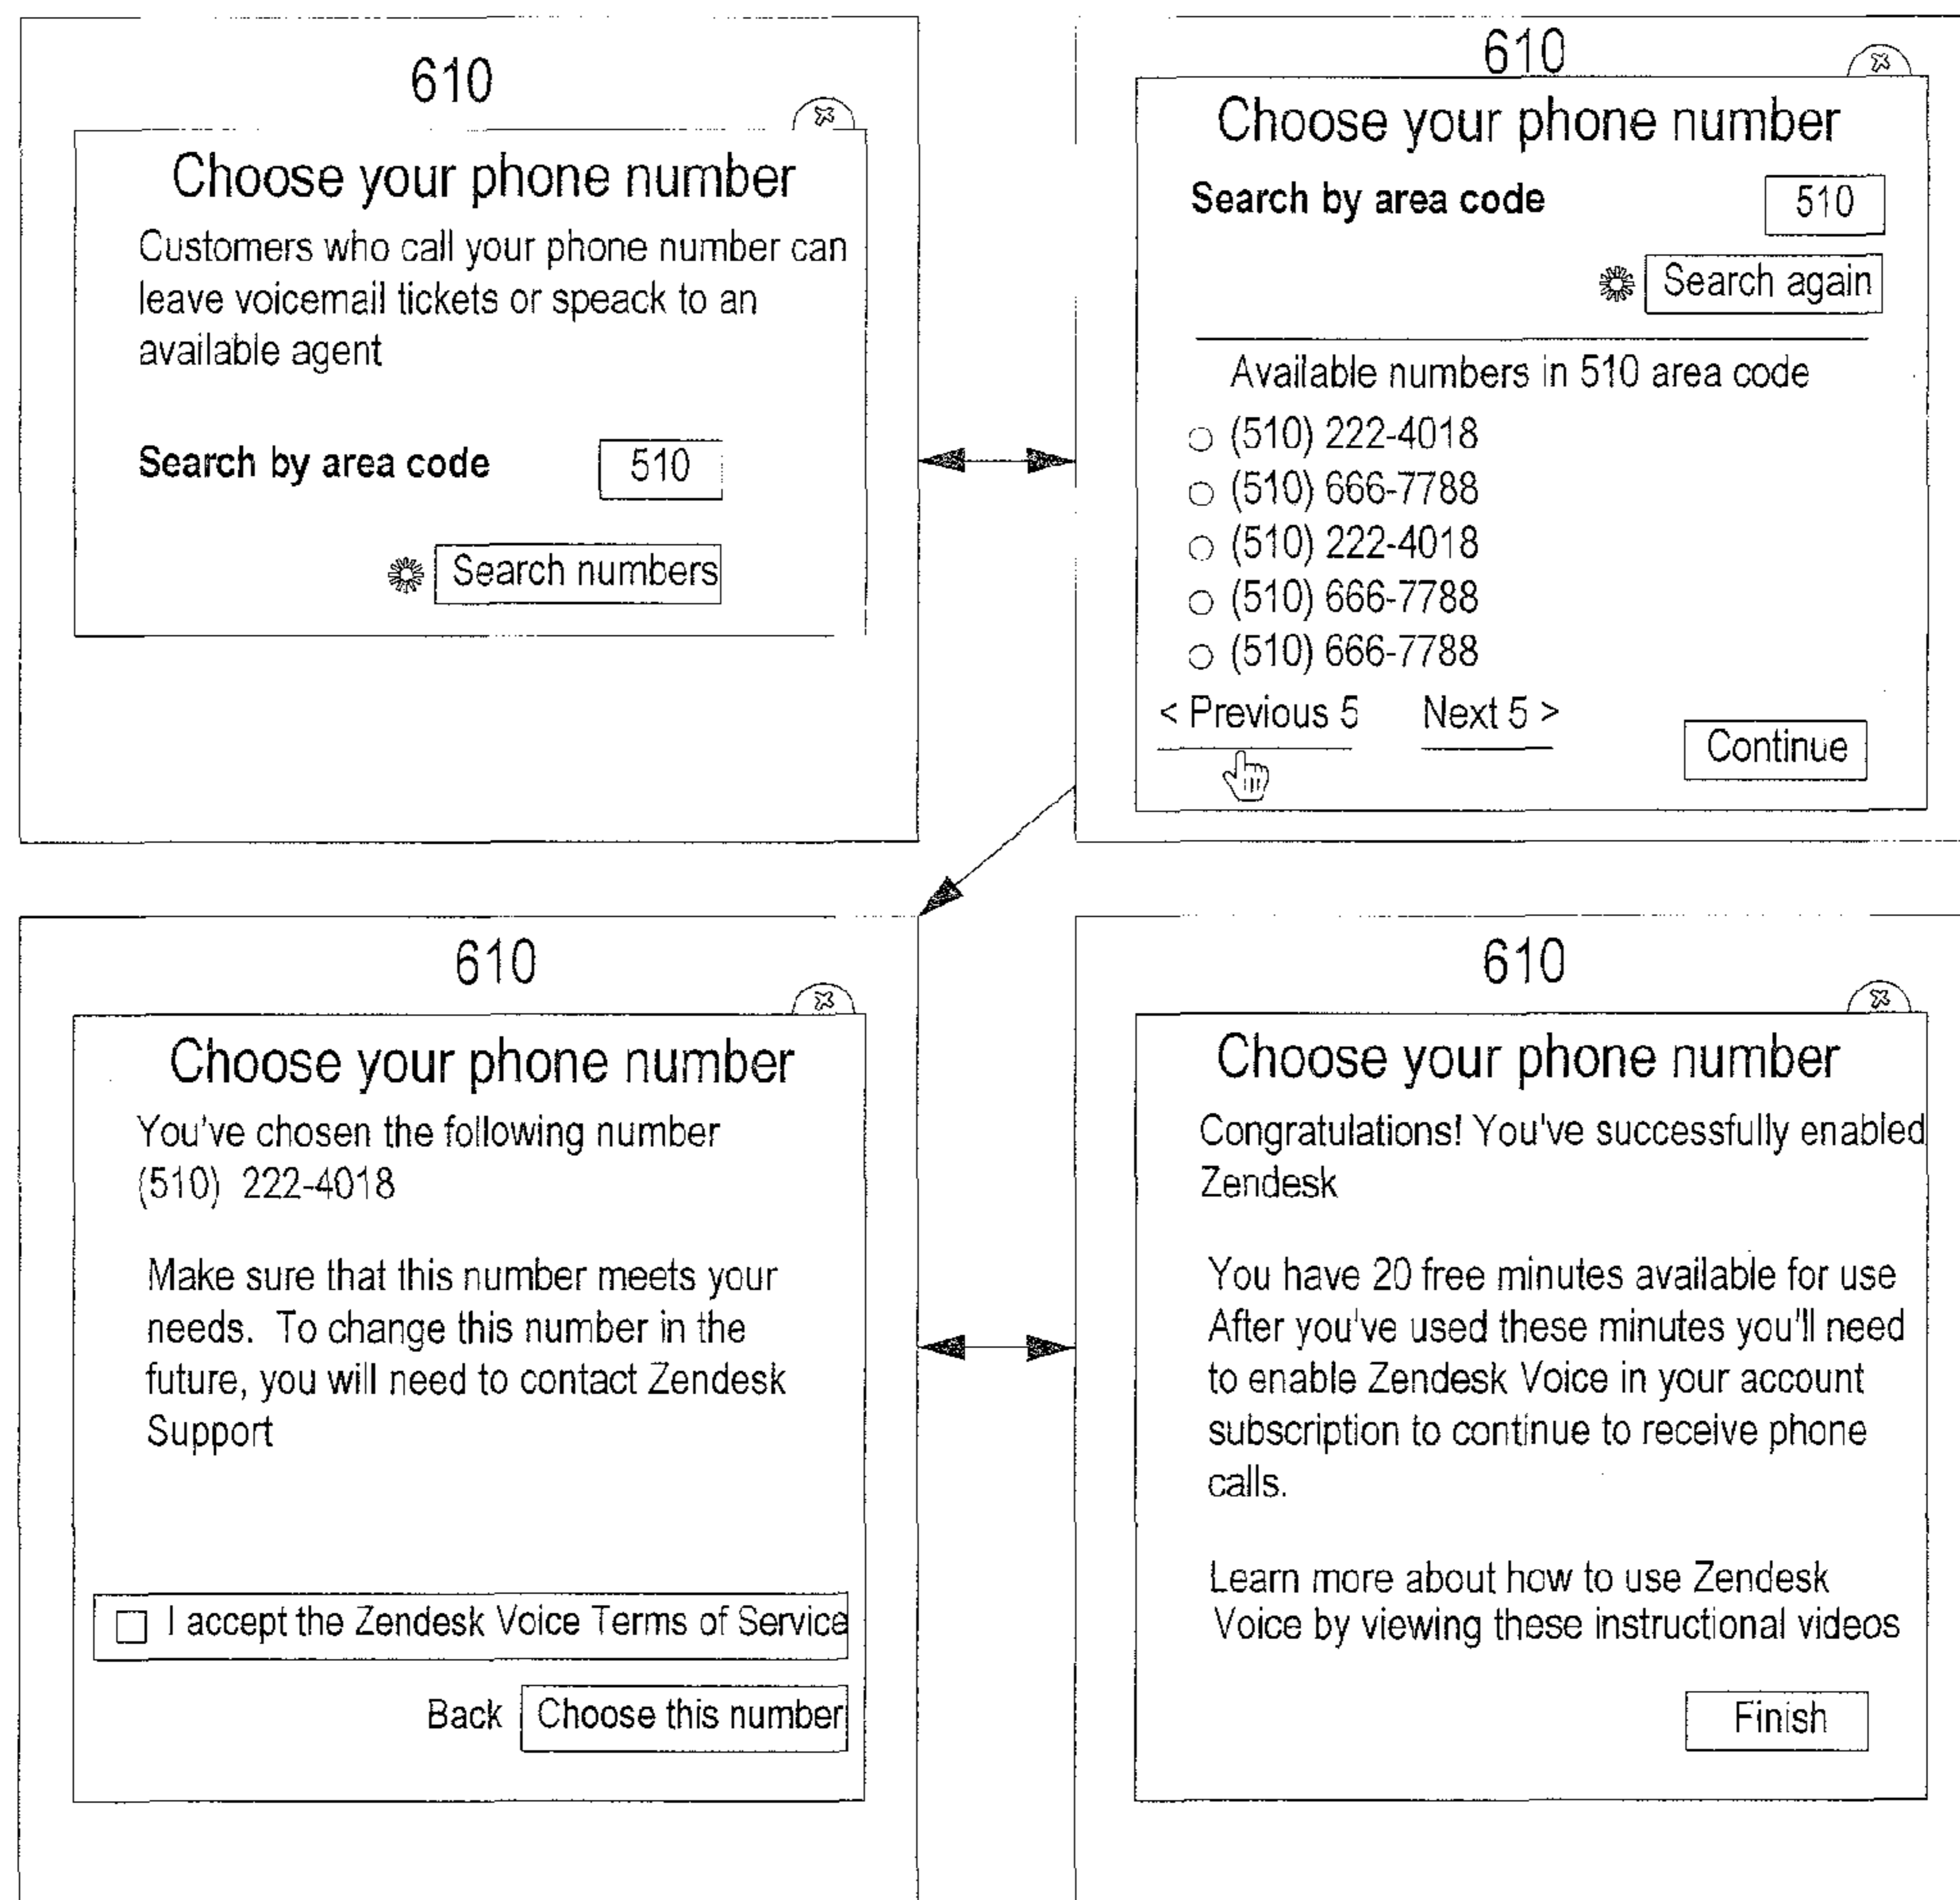 610
Choose your phone number
Customers who call your phone number can
leave voicemail tickets or speack to an
available agent
Search by area code 510
Search numbers
610
Choose your phone number
Search by area code 510
Search again
Available numbers in 510 area code
(510) 222-4018
(510) 666-7788
(510) 222-4018
(510) 666-7788
(510) 666-7788
< Previous 5 Next 5 >
Continue
610
Choose your phone number
You've chosen the following number
(510) 222-4018
Make sure that this number meets your
needs. To change this number in the
future, you will need to contact Zendesk
Support
I accept the Zendesk Voice Terms of Service
Back Choose this number
610
Choose your phone number
Congratulations! You've successfully enabled
Zendesk
You have 20 free minutes available for use
After you've used these minutes you'll need
to enable Zendesk Voice in your account
subscription to continue to receive phone
calls.
Learn more about how to use Zendesk
Voice by viewing these instructional videos
Finish